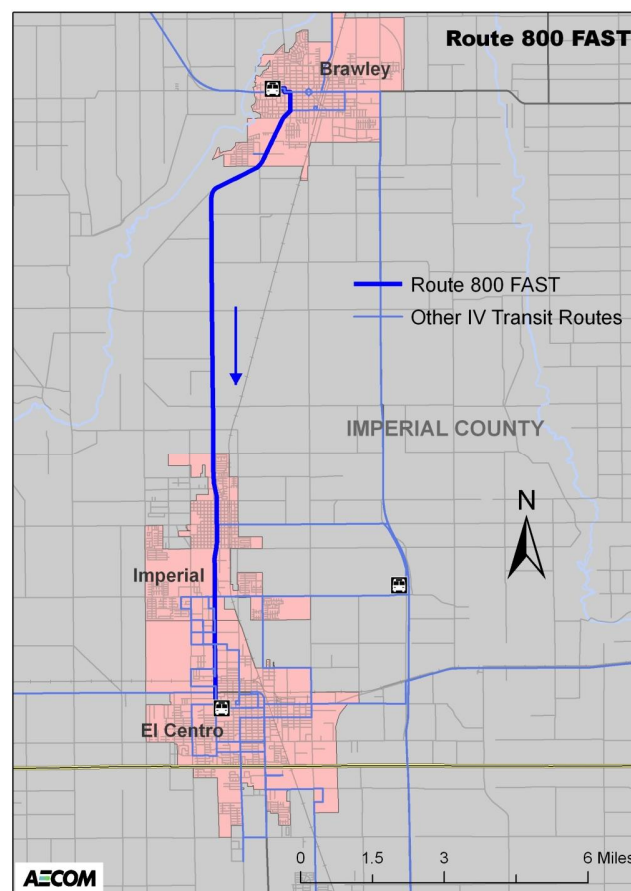 Route 800 FAST
Brawley
Route 800 FAST
Other IV Transit Routes
IMPERIAL COUNTY
N
Imperial
El Centro
0 1.5 3 6 Miles
AECOM